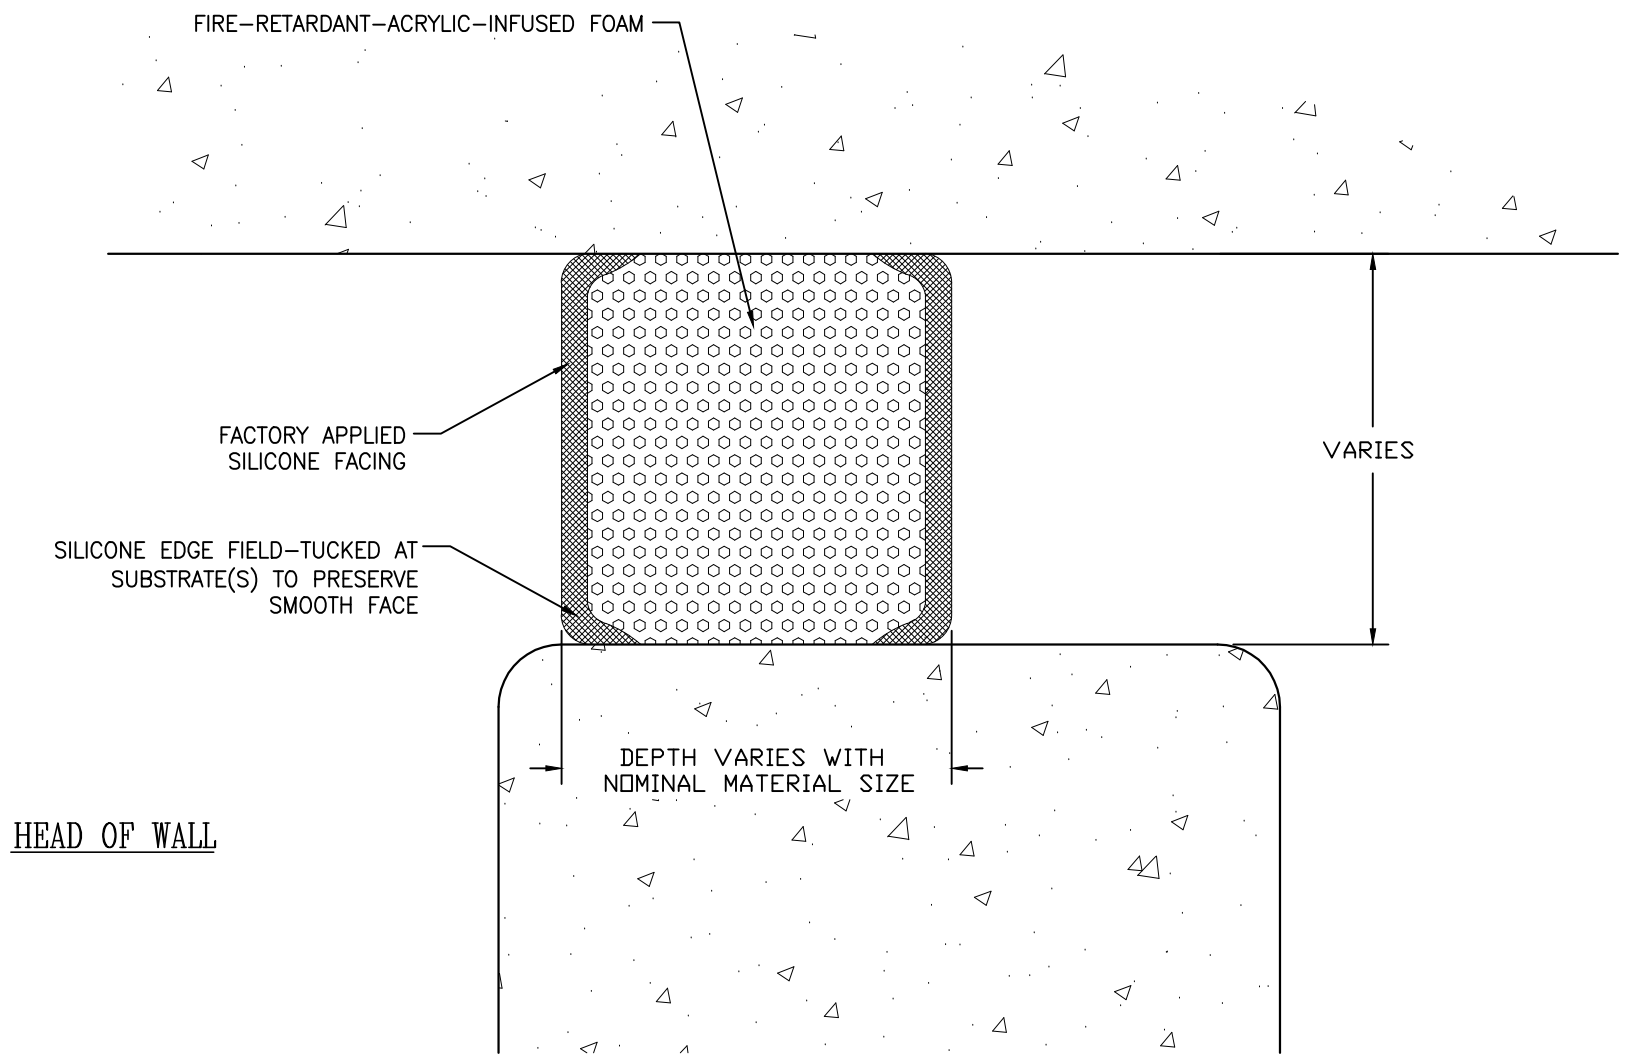 FIRE-RETARDANT-ACRYLIC-INFUSED FOAM
FACTORY APPLIED
SILICONE FACING
VARIES
SILICONE EDGE FIELD-TUCKED AT
SUBSTRATE(S) TO PRESERVE
SMOOTH FACE
DEPTH VARIES WITH
NOMINAL MATERIAL SIZE
HEAD OF WALL